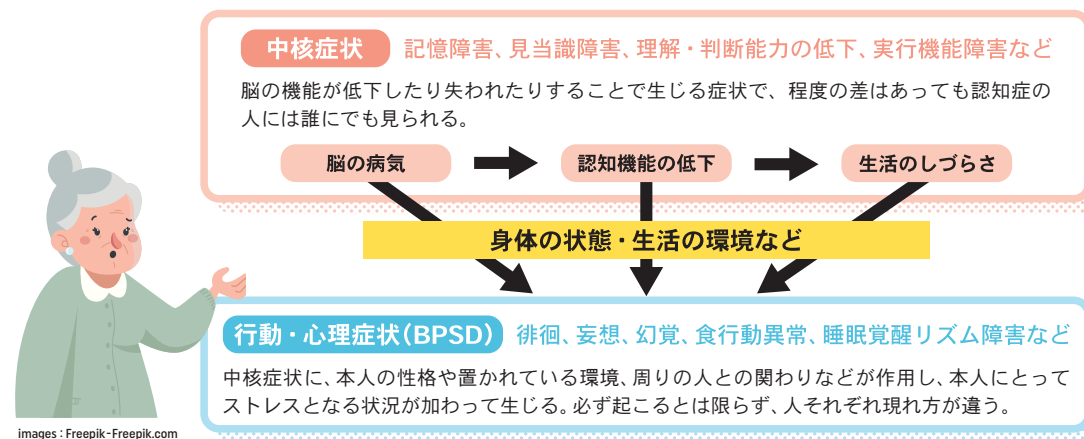 中核症状 記憶障害、見当識障害、理解・判断能力の低下、実行機能障害など
脳の機能が低下したり失われたりすることで生じる症状で、程度の差はあっても認知症の
人には誰にでも見られる。
脳の病気 認知機能の低下 生活のしづらさ
身体の状態・生活の環境など
行動・心理症状(BPSD) 徘徊、妄想、幻覚、食行動異常、睡眠覚醒リズム障害など
中核症状に、本人の性格や置かれている環境、周りの人との関わりなどが作用し、本人にとって
ストレスとなる状況が加わって生じる。必ず起こるとは限らず、人それぞれ現れ方が違う。
images : Freepik-Freepik.com